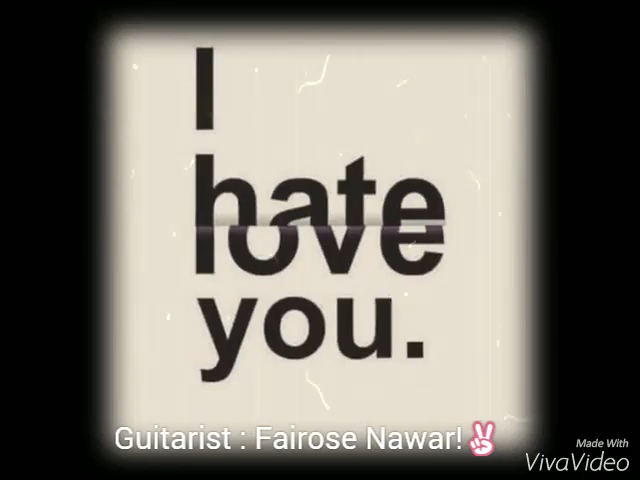 I
hate
love
you.
Guitarist : Fairose Nawar!✌
Made With
VivaVideo